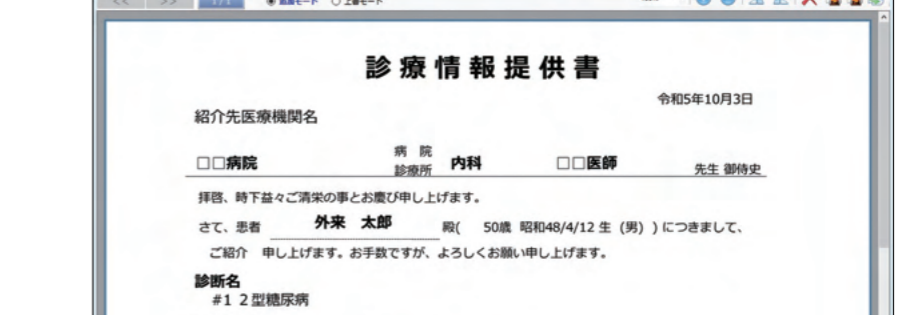 << >> 1/1
診療情報提供書
令和5年10月3日
紹介先医療機関名
病 院
□□病院 診療所 内科 □□医師 先生 御侍史
拝啓、時下益々ご清栄の事とお慶び申し上げます。
さて、患者 外来 太郎 殿( 50歳 昭和48/4/12 生 (男) ) につきまして、
ご紹介 申し上げます。お手数ですが、よろしくお願い申し上げます。
診断名
#1 2型糖尿病